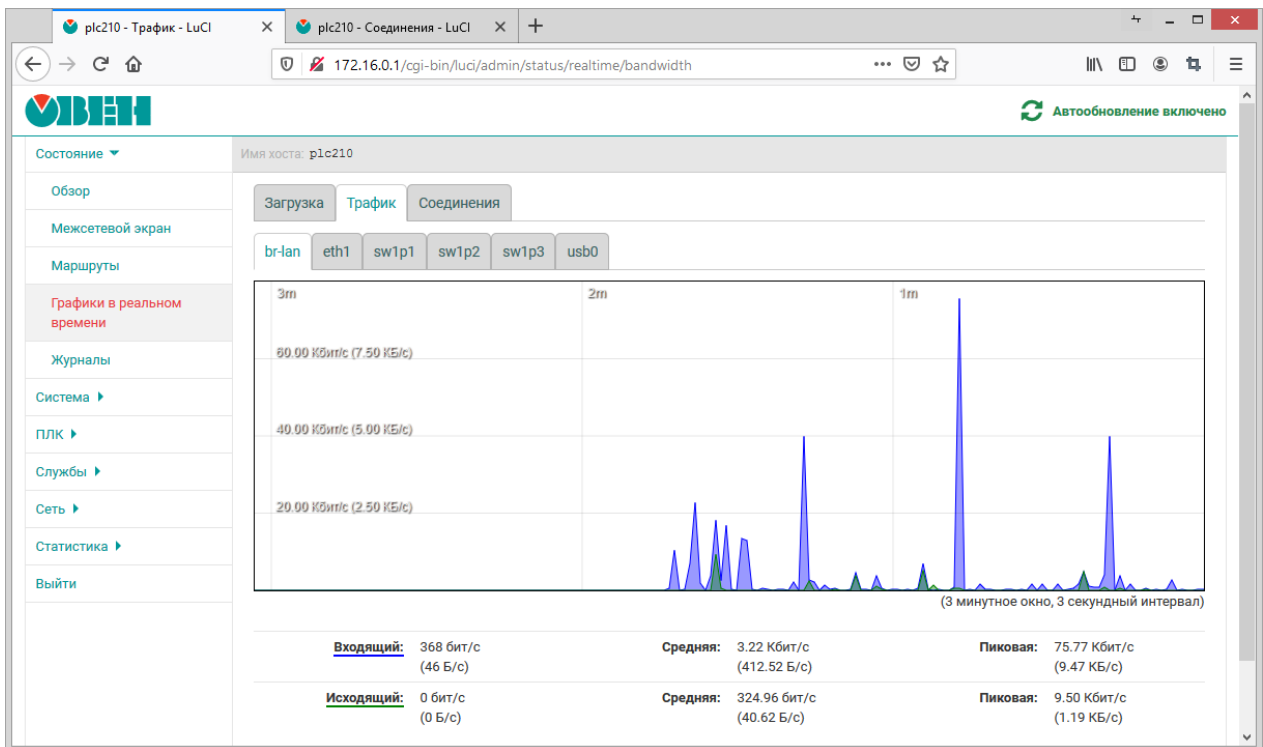 plc210 - Трафик - LuCI
plc210 - Соединения - LuCI
172.16.0.1/cgi-bin/luci/admin/status/realtime/bandwidth
ОВЕН
Автообновление включено
Состояние
Имя хоста: plc210
Обзор
Межсетевой экран
Маршруты
Графики в реальном
времени
Журналы
Система
ПЛК
Службы
Сеть
Статистика
Выйти
Загрузка Трафик Соединения
br-lan eth1 sw1p1 sw1p2 sw1p3 usb0
3m 2m 1m
60.00 Кбит/с (7.50 КБ/с)
40.00 Кбит/с (5.00 КБ/с)
20.00 Кбит/с (2.50 КБ/с)
(3 минутное окно, 3 секундный интервал)
Входящий: 368 бит/с Средняя: 3.22 Кбит/с Пиковая: 75.77 Кбит/с
(46 Б/с) (412.52 Б/с) (9.47 КБ/с)
Исходящий: 0 бит/с Средняя: 324.96 бит/с Пиковая: 9.50 Кбит/с
(0 Б/с) (40.62 Б/с) (1.19 КБ/с)